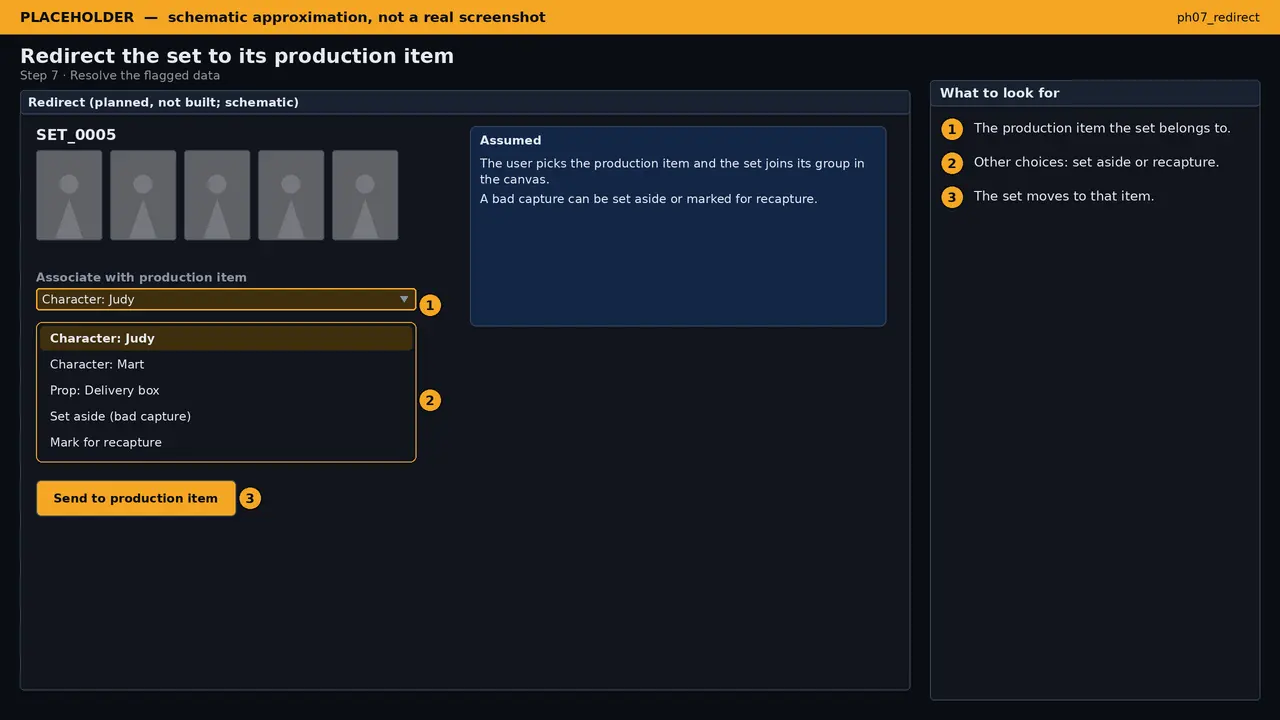 PLACEHOLDER — schematic approximation, not a real screenshot
ph07_redirect
Redirect the set to its production item
Step 7 · Resolve the flagged data
Redirect (planned, not built; schematic)
SET_0005
Associate with production item
Character: Judy
1
Character: Judy
Character: Mart
Prop: Delivery box
2
Set aside (bad capture)
Mark for recapture
Send to production item
3
Assumed
The user picks the production item and the set joins its group in
the canvas.
A bad capture can be set aside or marked for recapture.
What to look for
1 The production item the set belongs to.
2 Other choices: set aside or recapture.
3 The set moves to that item.